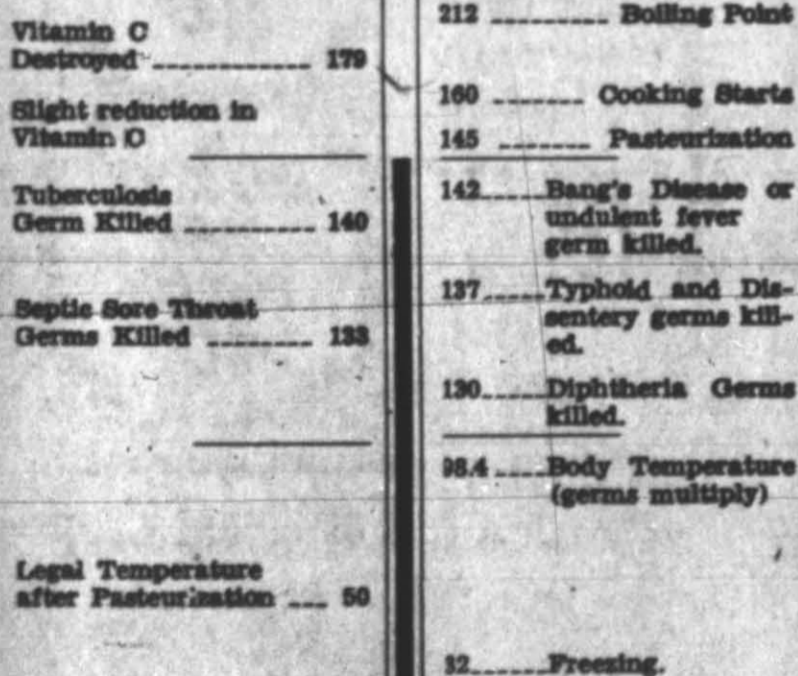 Vitamin C
Destroyed ------------ 179
Slight reduction in
Vitamin C
Tuberculosis
Germ Killed ---------- 140
Septic Sore Throat
Germs Killed -------- 133
Legal Temperature
after Pasteurization --- 50
212 --------- Boiling Point
160 ------- Cooking Starts
145 ------- Pasteurization
142-----Bang's Disease or
undulent fever
germ killed.
137-----Typhoid and Dis-
sentery germs kill-
ed.
130-----Diphtheria Germs
killed.
98.4 ----Body Temperature
(germs multiply)
32------Freezing.